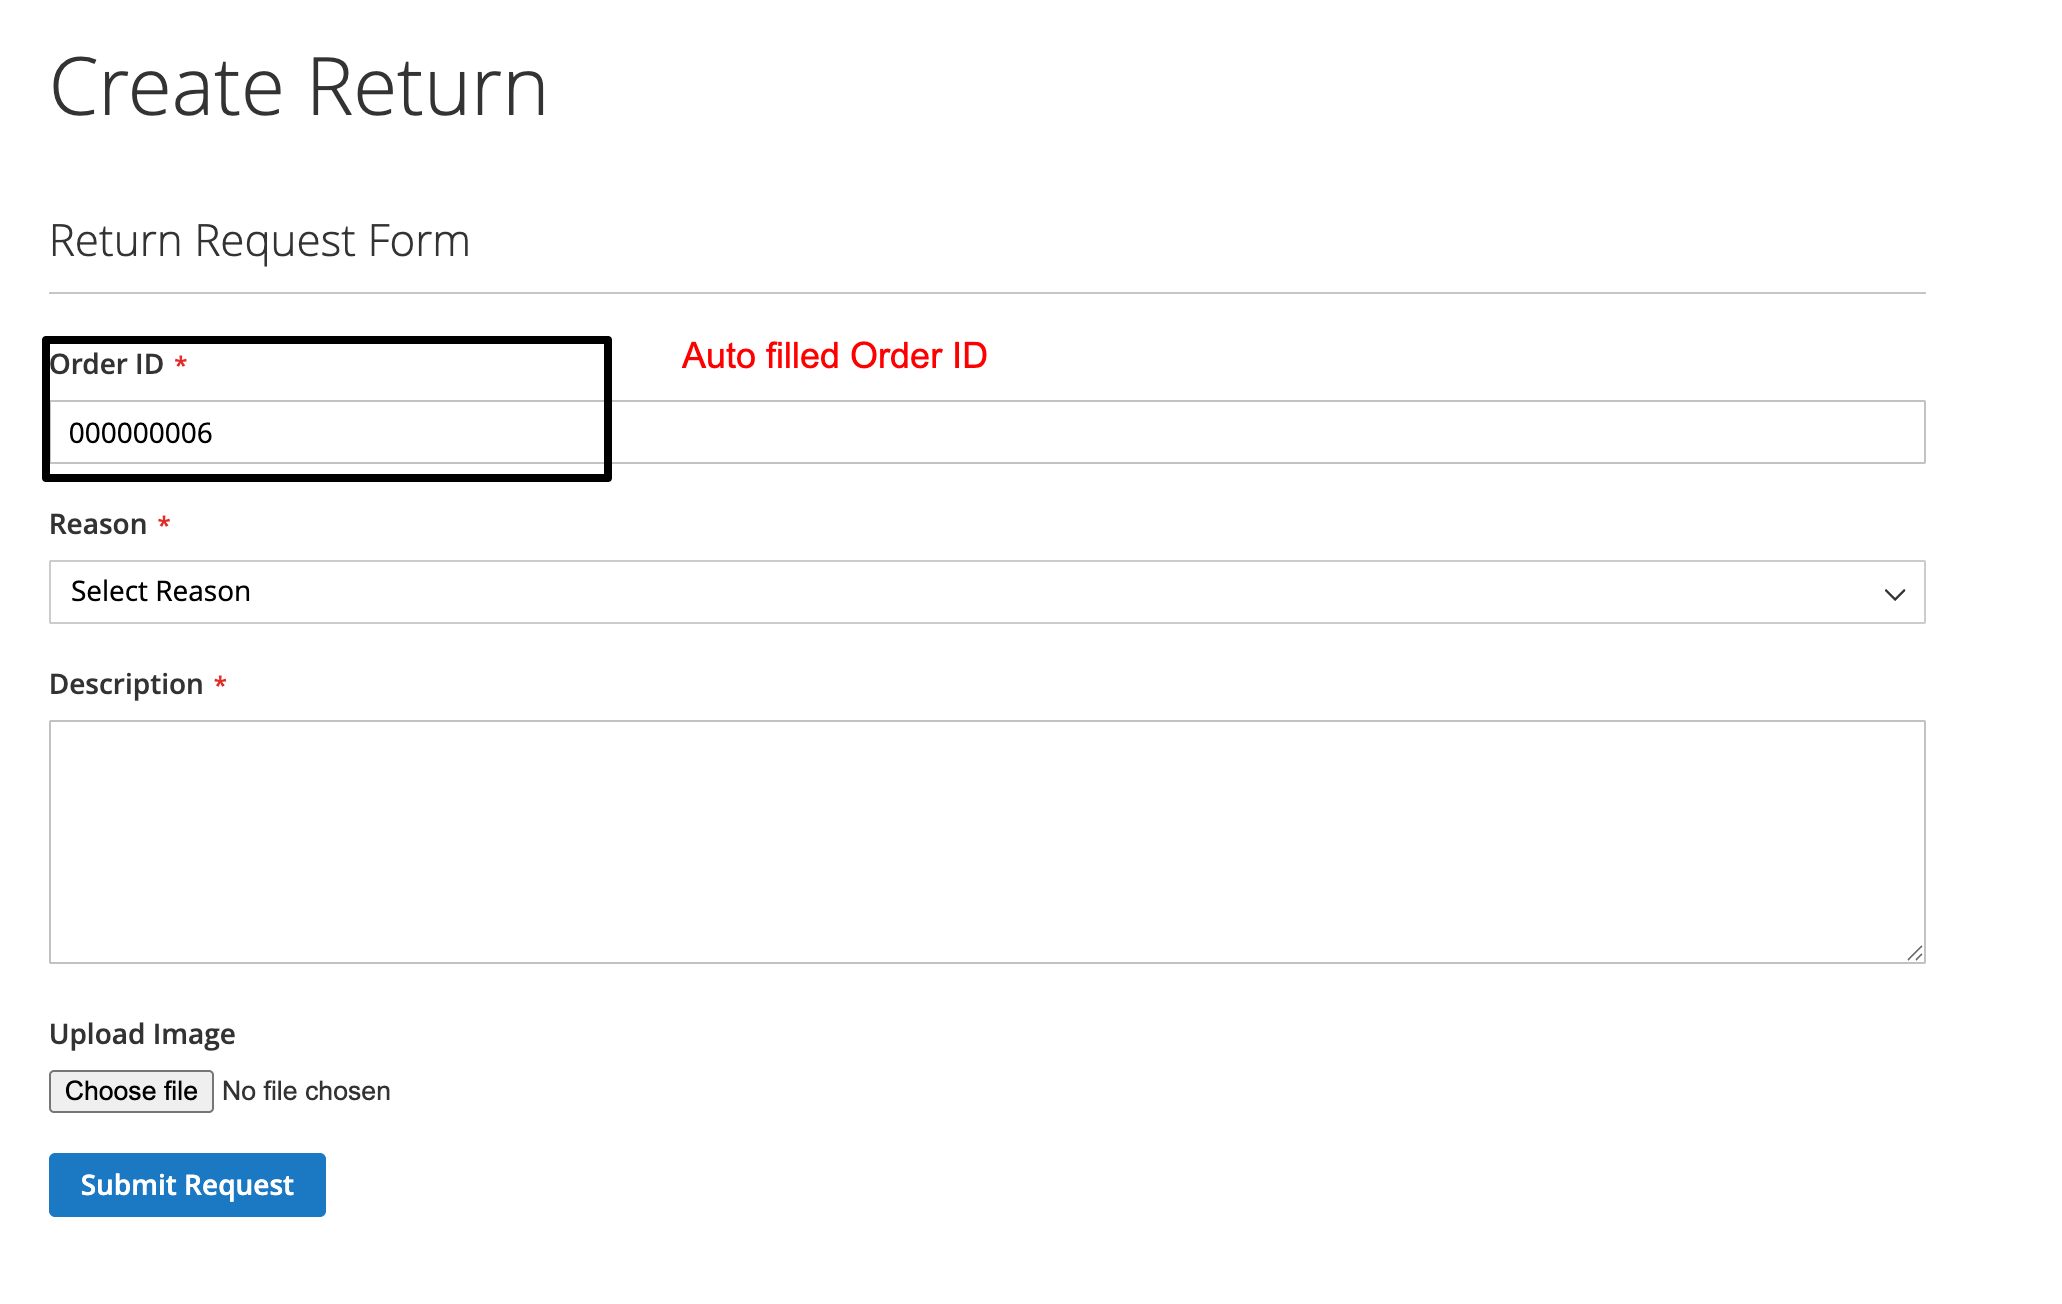 Create Return
Return Request Form
Order ID *
Auto filled Order ID
000000006
Reason *
Select Reason
Description *
Upload Image
Choose file No file chosen
Submit Request